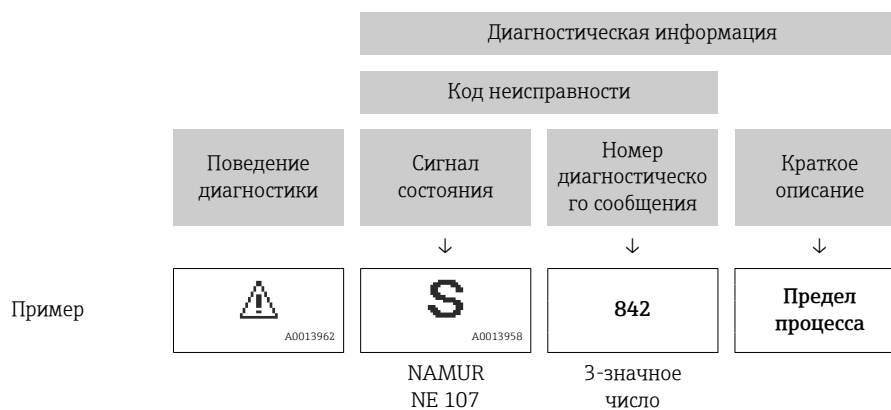 Диагностическая информация
Код неисправности
Поведение
диагностики
Сигнал
состояния
Номер
диагностическо
го сообщения
Краткое
описание
↓ ↓ ↓
Пример
A0013962
S
A0013958
842
Предел
процесса
NAMUR
NE 107
3-значное
число